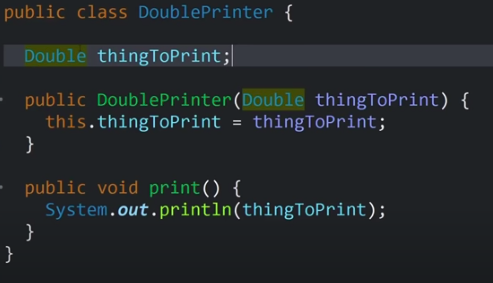 public class DoublePrinter {
Double thingToPrint;
public DoublePrinter(Double thingToPrint) {
this.thingToPrint = thingToPrint;
}
public void print() {
System.out.println(thingToPrint);
}
}